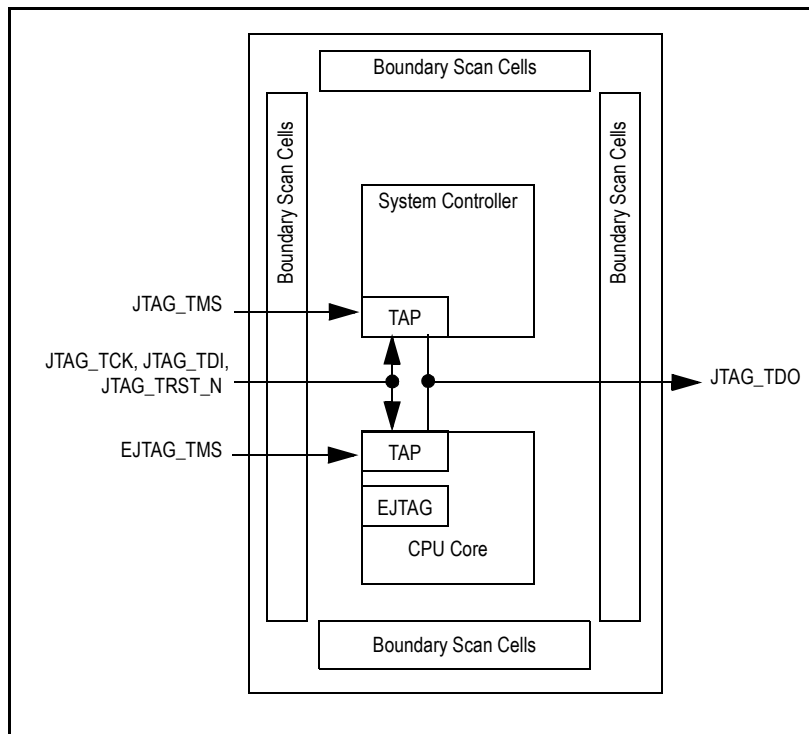 Boundary Scan Cells
Boundary Scan Cells
Boundary Scan Cells
System Controller
JTAG_TMS
TAP
JTAG_TCK, JTAG_TDI,
JTAG_TRST_N
JTAG_TDO
EJTAG_TMS
TAP
EJTAG
CPU Core
Boundary Scan Cells